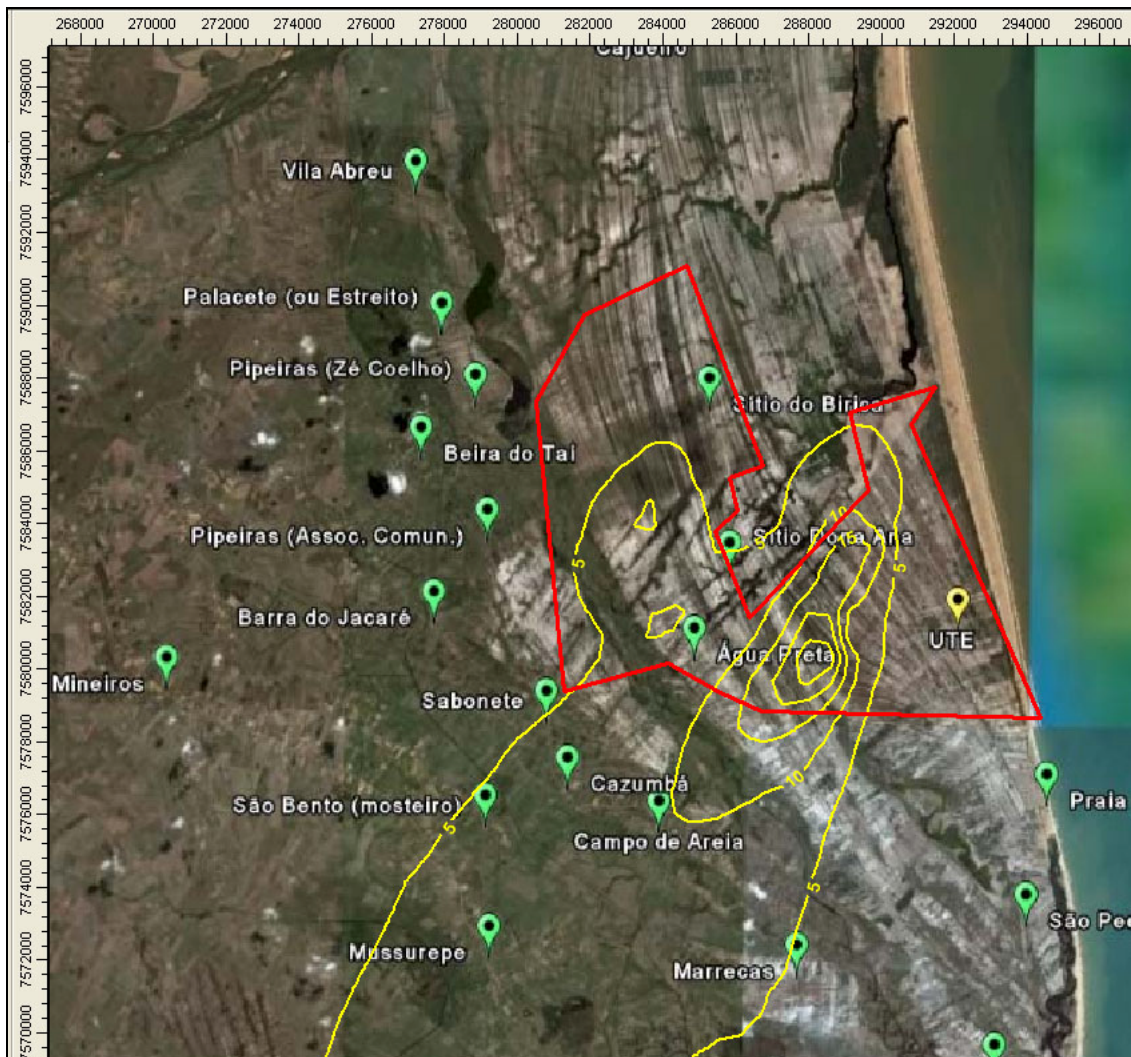 268000 270000 272000 274000 276000 278000 280000 282000 284000 286000 288000 290000 292000 294000 296000
7596000
7594000
7592000
7590000
7588000
7586000
7584000
7582000
7580000
7578000
7576000
7574000
7572000
7570000
Cajueiro
Vila Abreu
Palacete (ou Estreito)
Pipeiras (Zé Coelho)
Sítio do Birica
Beira do Taí
10
Pipeiras (Assoc. Comun.)
Sítio Dona Ana
5
5
5
Barra do Jacaré
UTE
Água Preta
Mineiros
Sabonete
Cazumbá
10
São Bento (mosteiro)
Praia
5
Campo de Areia
5
São Ped
Mussurepe
Marrecas